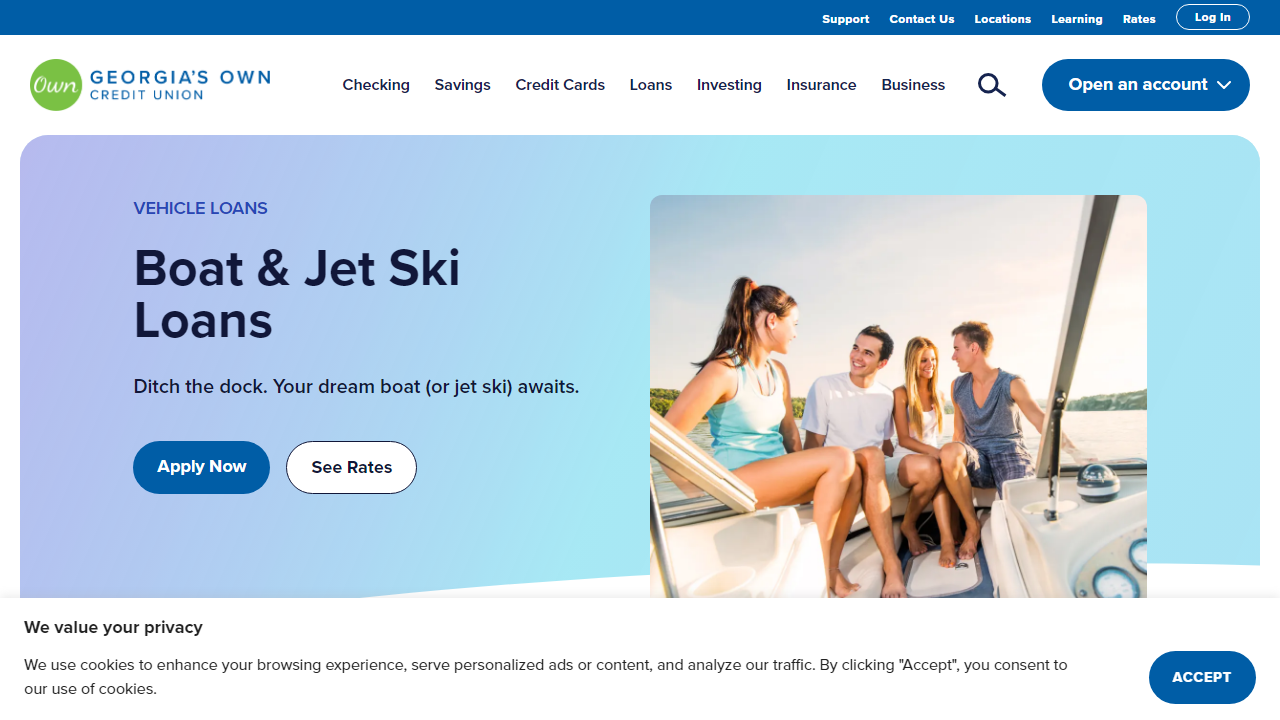 Support Contact Us Locations Learning Rates Log In
Own GEORGIA'S OWN
CREDIT UNION
Checking Savings Credit Cards Loans Investing Insurance Business
Open an account
VEHICLE LOANS
Boat & Jet Ski
Loans
Ditch the dock. Your dream boat (or jet ski) awaits.
Apply Now See Rates
We value your privacy
We use cookies to enhance your browsing experience, serve personalized ads or content, and analyze our traffic. By clicking "Accept", you consent to
our use of cookies.
ACCEPT